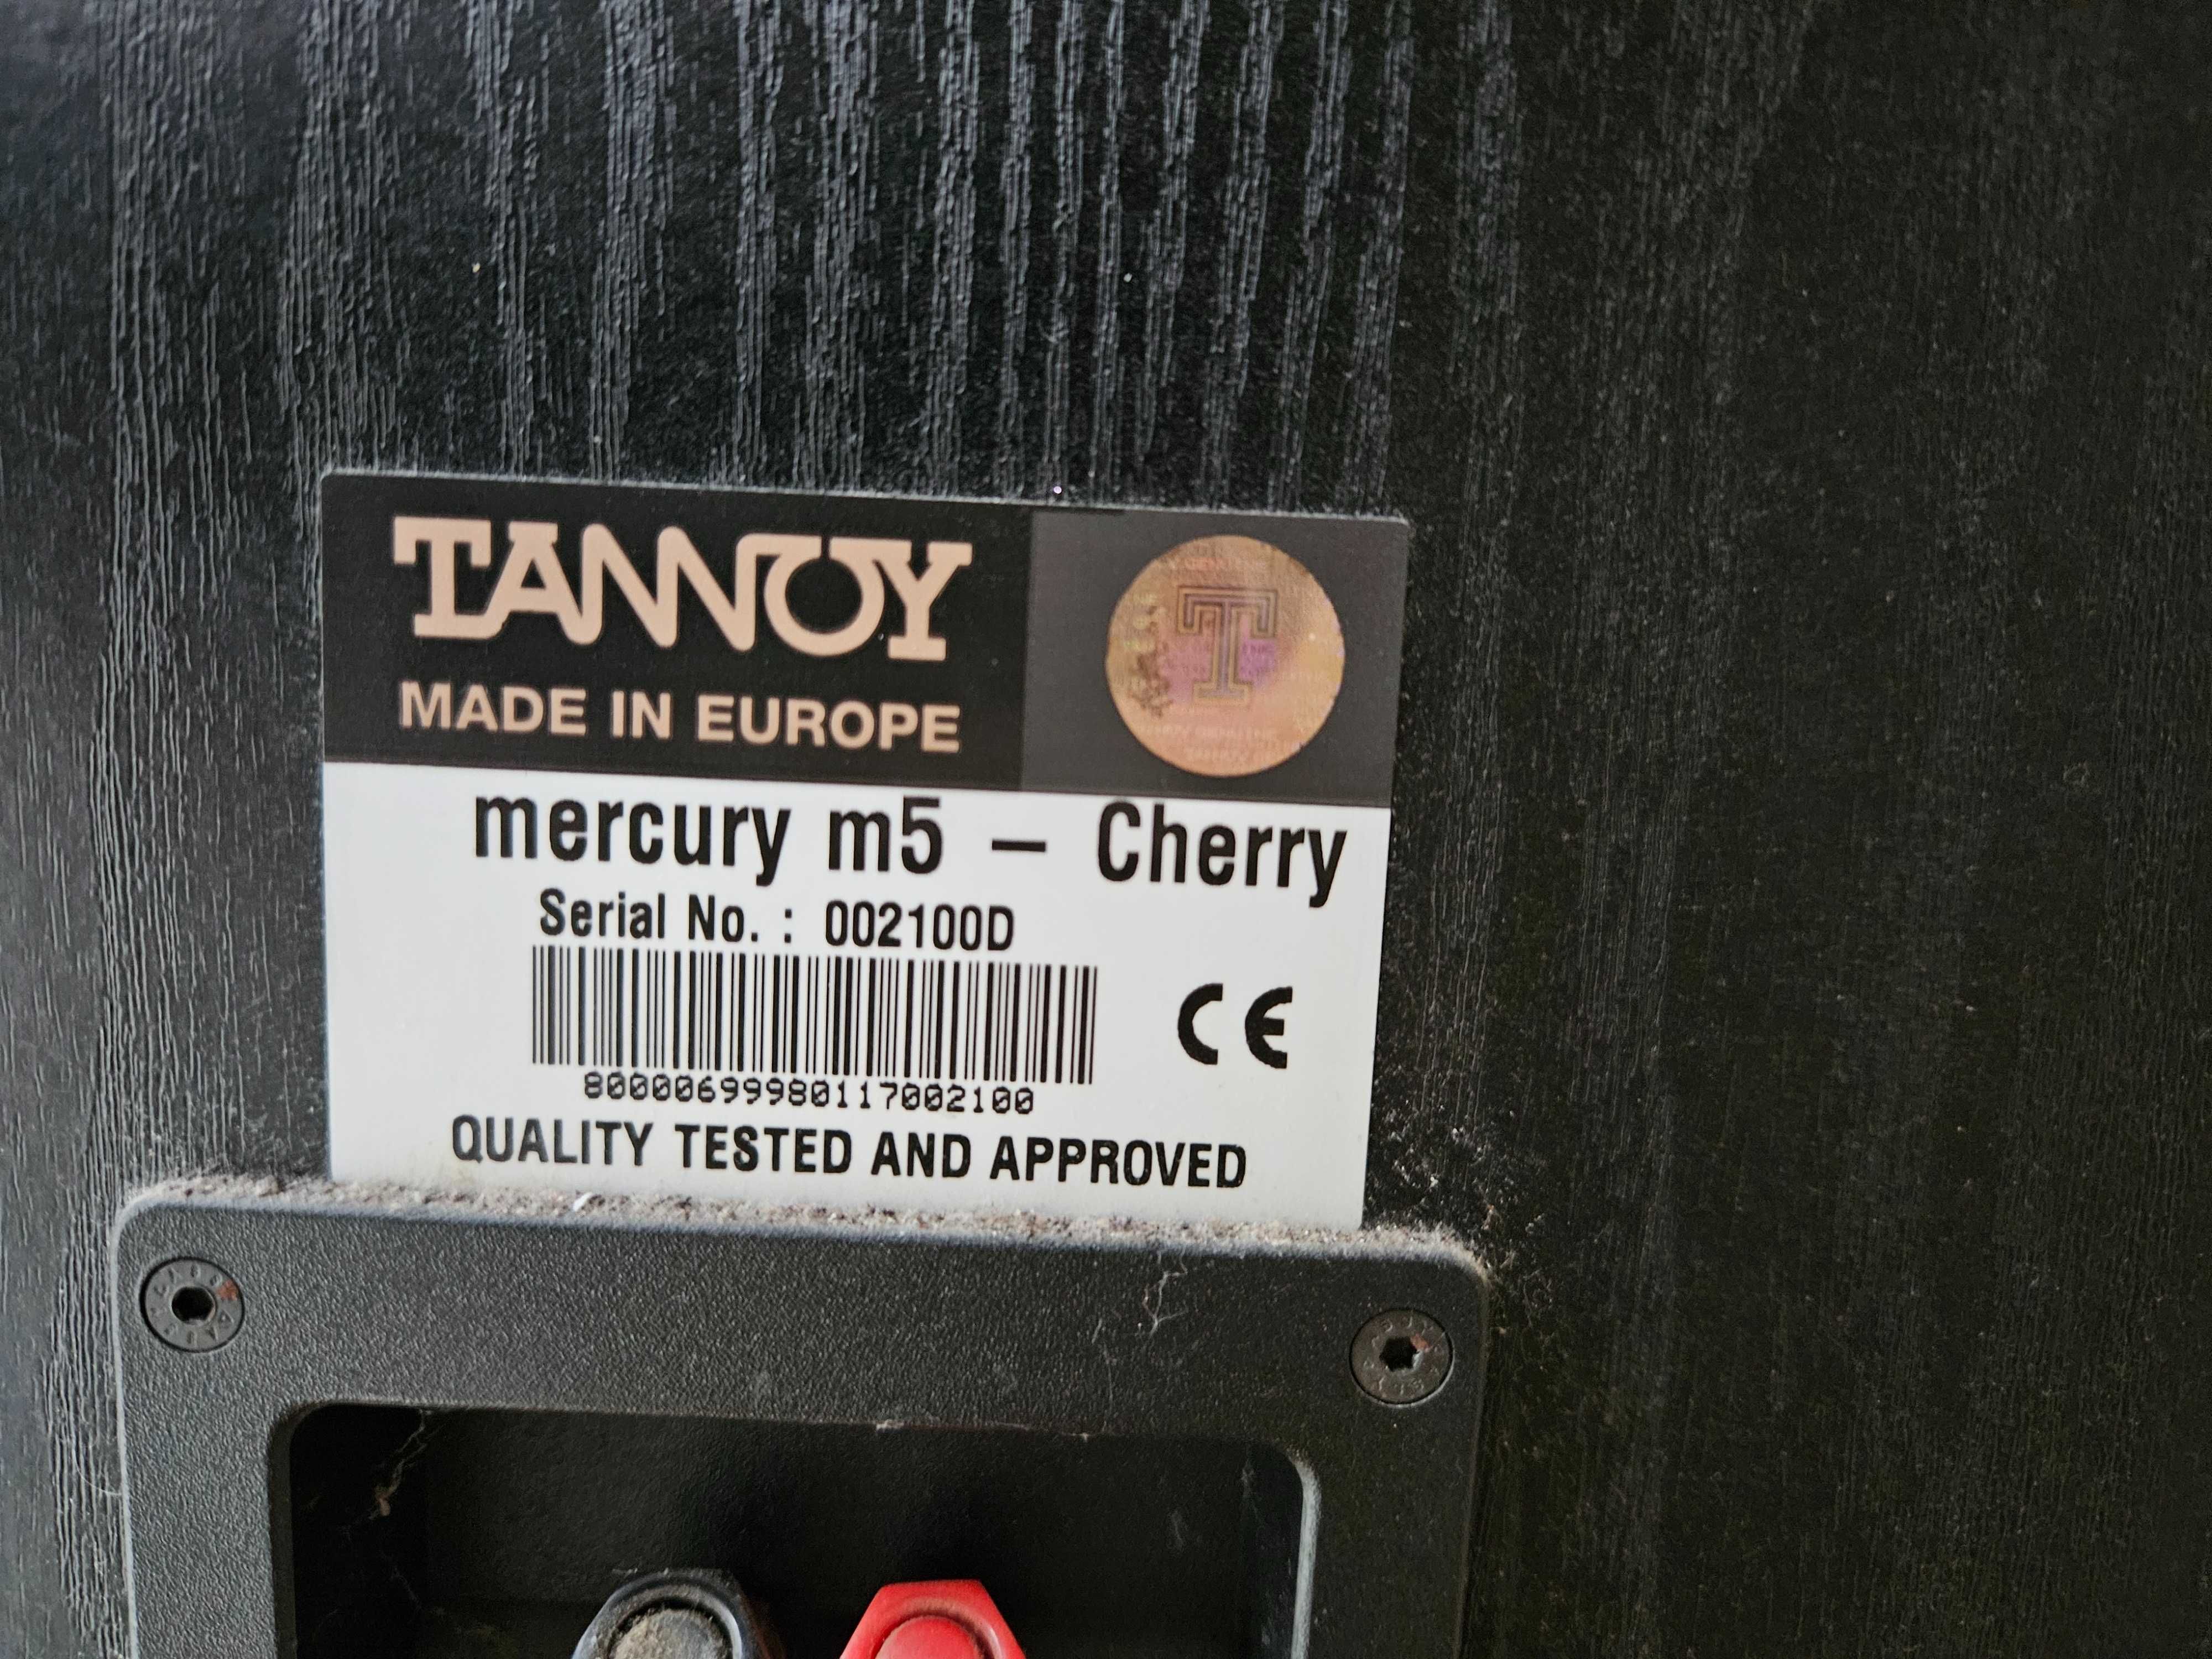 TANNOY
MADE IN EUROPE
T
mercury m5 – Cherry
Serial No. : 002100D
CE
80000699980117002100
QUALITY TESTED AND APPROVED